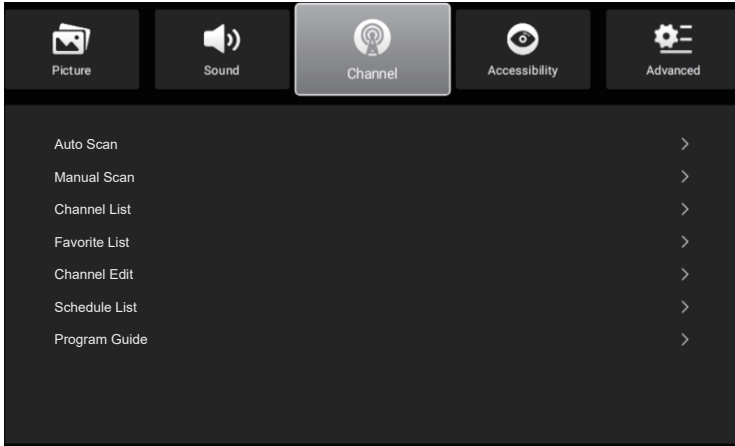 Picture
Sound
Channel
Accessibility
Advanced
Auto Scan
Manual Scan
Channel List
Favorite List
Channel Edit
Schedule List
Program Guide